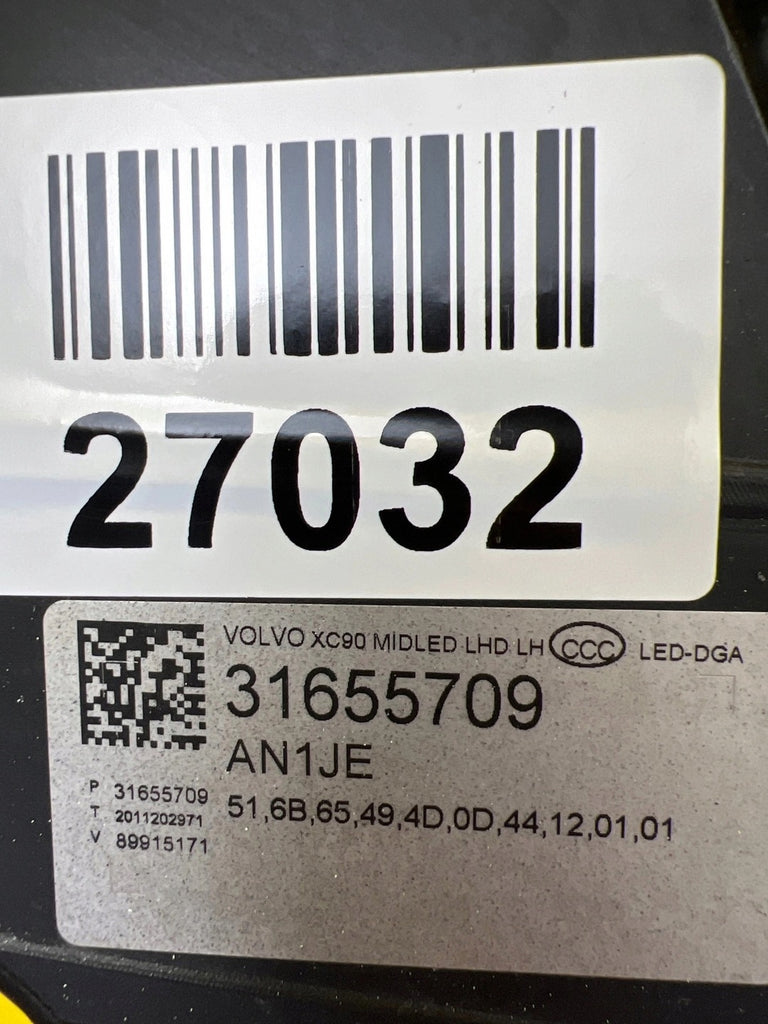 27032
VOLVO XC90 MIDLED LHD LH CCC LED-DGA
31655709
AN1JE
P 31655709
T 2011202971
V 89915171
51,6B,65,49,4D,0D,44,12,01,01